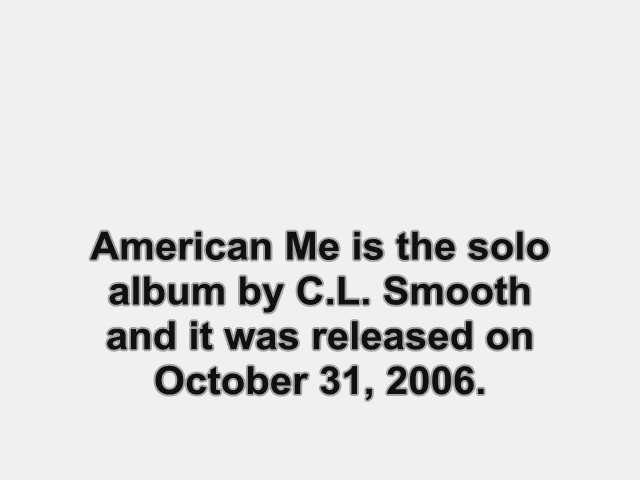 American Me is the solo
album by C.L. Smooth
and it was released on
October 31, 2006.